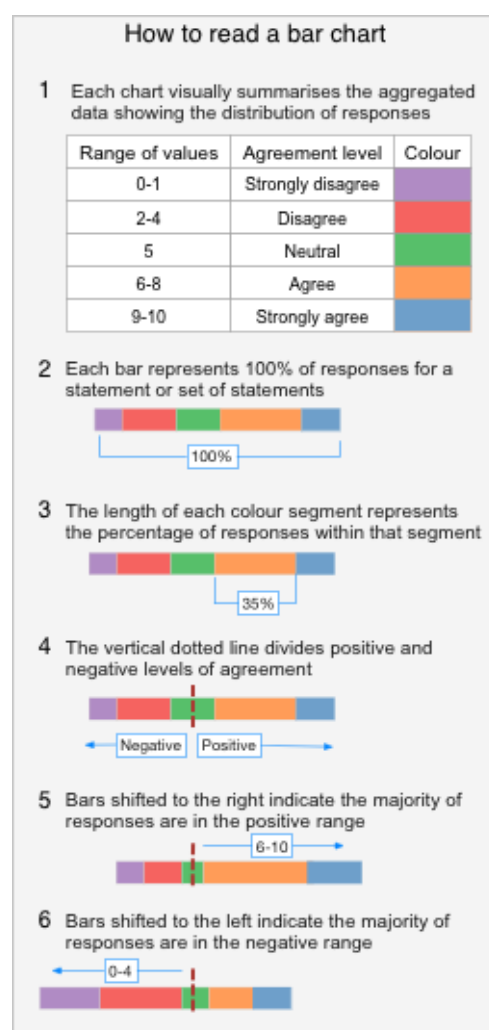 How to read a bar chart
1 Each chart visually summarises the aggregated
data showing the distribution of responses
Range of values Agreement level Colour
0-1 Strongly disagree
2-4 Disagree
5 Neutral
6-8 Agree
9-10 Strongly agree
2 Each bar represents 100% of responses for a
statement or set of statements
100%
3 The length of each colour segment represents
the percentage of responses within that segment
35%
4 The vertical dotted line divides positive and
negative levels of agreement
Negative Positive
5 Bars shifted to the right indicate the majority of
responses are in the positive range
6-10
6 Bars shifted to the left indicate the majority of
responses are in the negative range
0-4